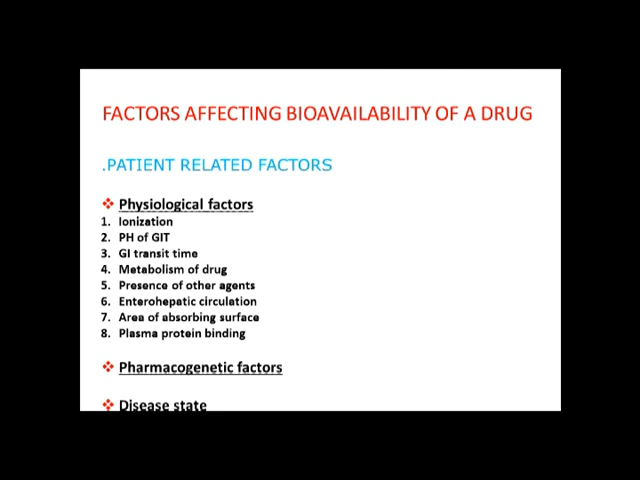 FACTORS AFFECTING BIOAVAILABILITY OF A DRUG
.PATIENT RELATED FACTORS
❖ Physiological factors
1. Ionization
2. PH of GIT
3. GI transit time
4. Metabolism of drug
5. Presence of other agents
6. Enterohepatic circulation
7. Area of absorbing surface
8. Plasma protein binding
❖ Pharmacogenetic factors
❖ Disease state